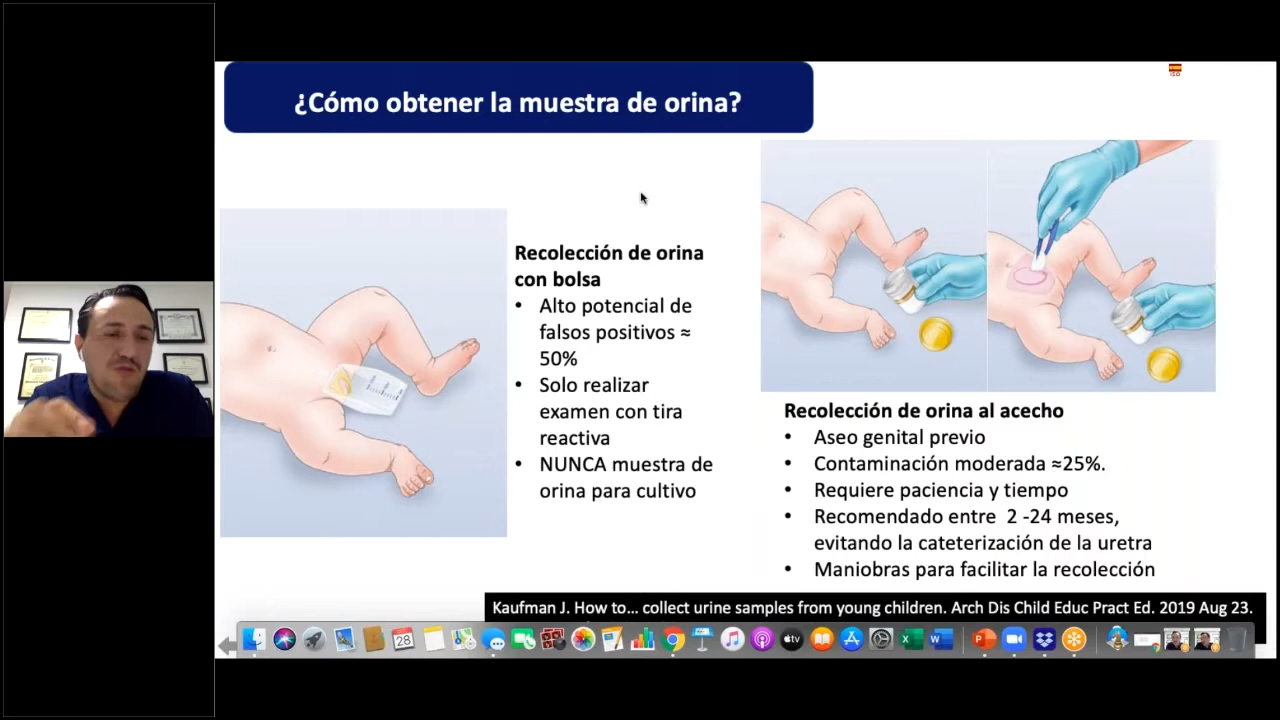 ¿Cómo obtener la muestra de orina?
Recolección de orina
con bolsa
• Alto potencial de
falsos positivos ≈
50%
• Solo realizar
examen con tira
reactiva
• NUNCA muestra de
orina para cultivo
Recolección de orina al acecho
• Aseo genital previo
• Contaminación moderada ≈25%.
• Requiere paciencia y tiempo
• Recomendado entre 2 -24 meses,
evitando la cateterización de la uretra
• Maniobras para facilitar la recolección
Kaufman J. How to... collect urine samples from young children. Arch Dis Child Educ Pract Ed. 2019 Aug 23.
28
tv